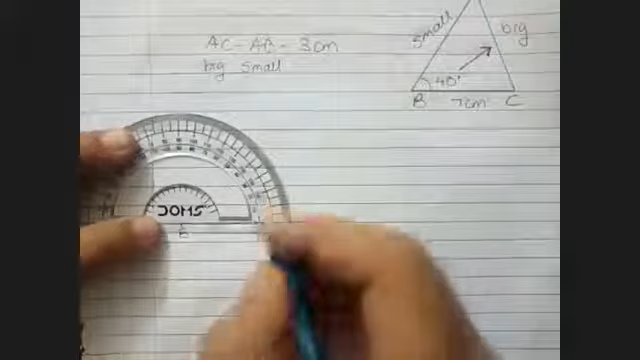 AC - AB - 3cm
big small
small
big
40°
B 7cm C
DOMS
B